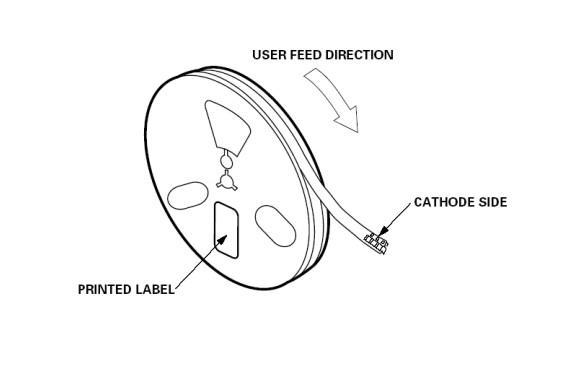 USER FEED DIRECTION
CATHODE SIDE
PRINTED LABEL